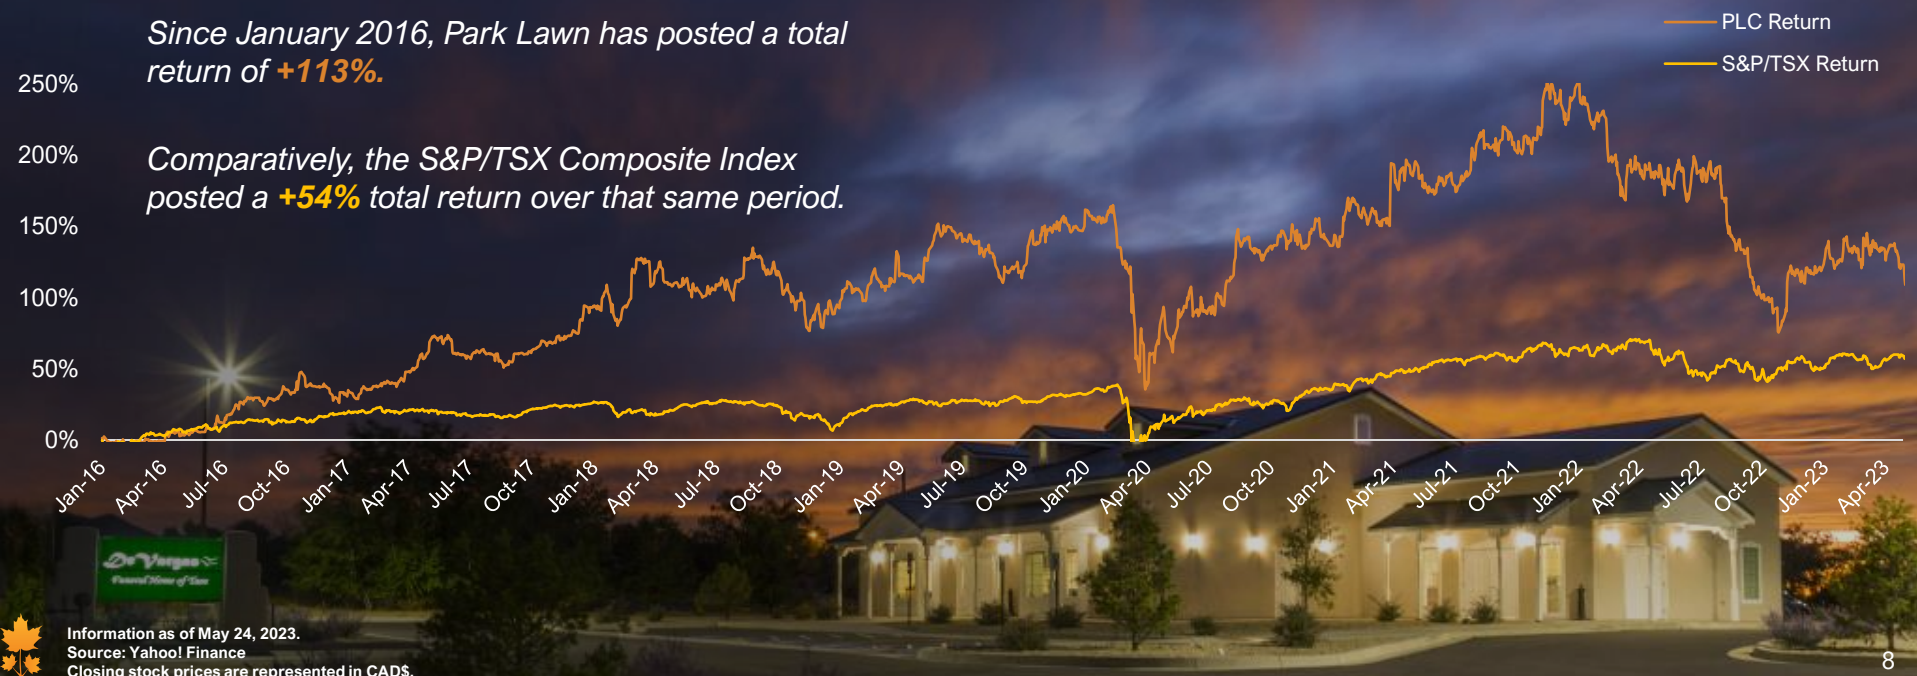 Since January 2016, Park Lawn has posted a total
return of +113%.
Comparatively, the S&P/TSX Composite Index
posted a +54% total return over that same period.
PLC Return
S&P/TSX Return
250%
200%
150%
100%
50%
0%
Jan-16
Apr-16
Jul-16
Oct-16
Jan-17
Apr-17
Jul-17
Oct-17
Jan-18
Apr-18
Jul-18
Oct-18
Jan-19
Apr-19
Jul-19
Oct-19
Jan-20
Apr-20
Jul-20
Oct-20
Jan-21
Apr-21
Jul-21
Oct-21
Jan-22
Apr-22
Jul-22
Oct-22
Jan-23
Apr-23
DeVargas
Funeral Home of Taos
Information as of May 24, 2023.
Source: Yahoo! Finance
Closing stock prices are represented in CAD$.
8